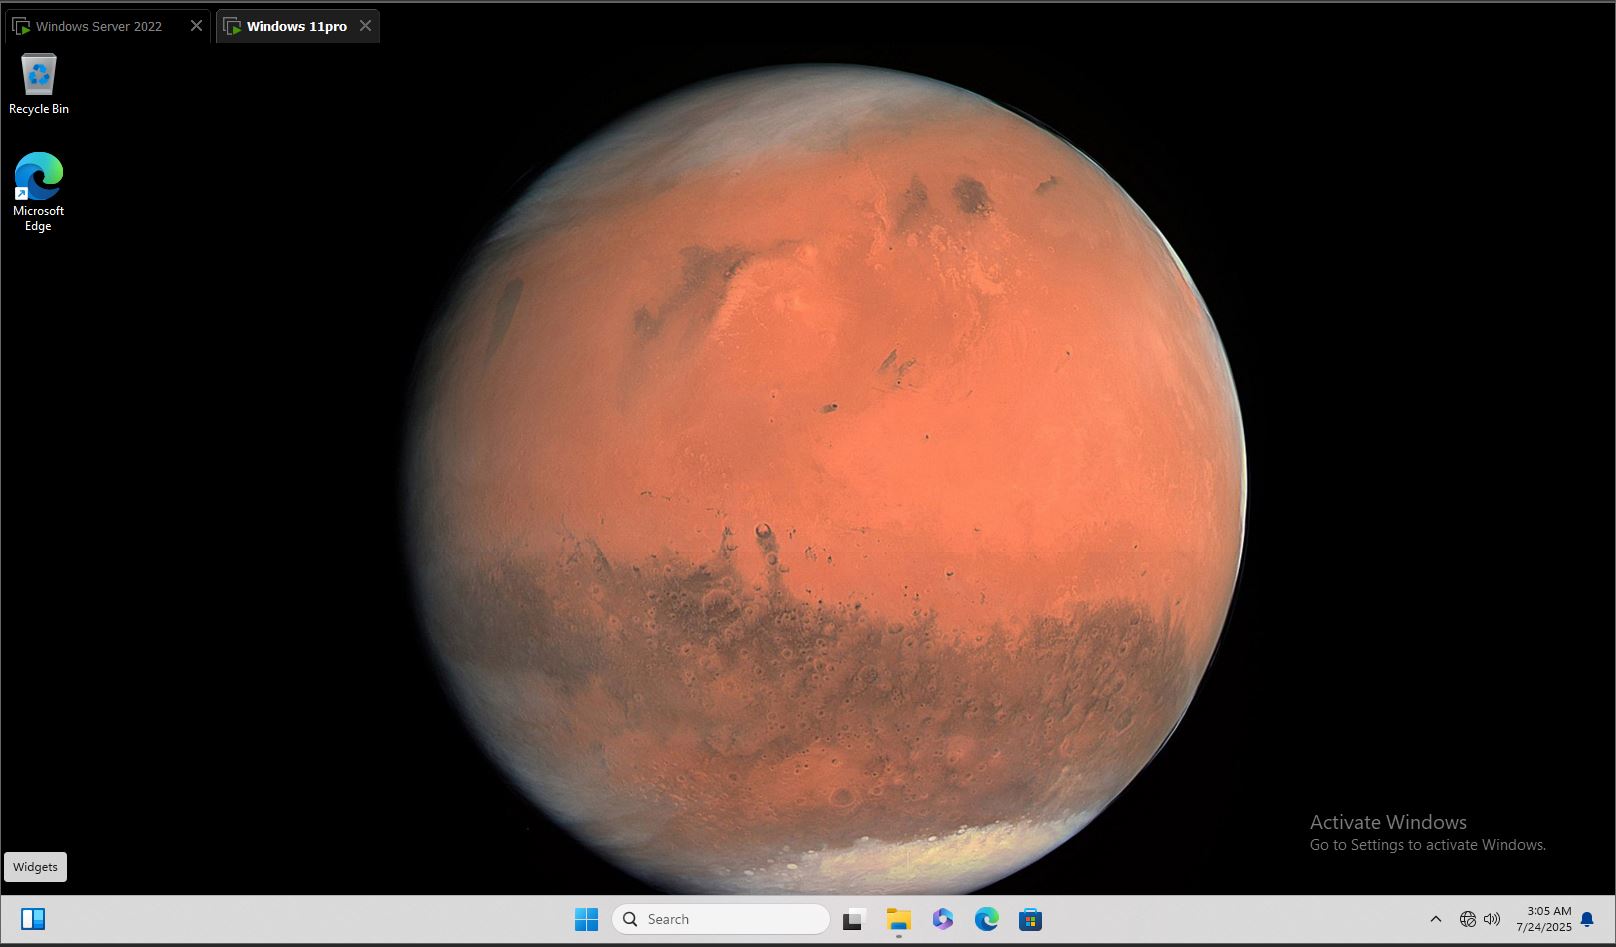 Windows Server 2022
Windows 11pro
Recycle Bin
Microsoft
Edge
Activate Windows
Go to Settings to activate Windows.
Widgets
Search
3:05 AM
7/24/2025